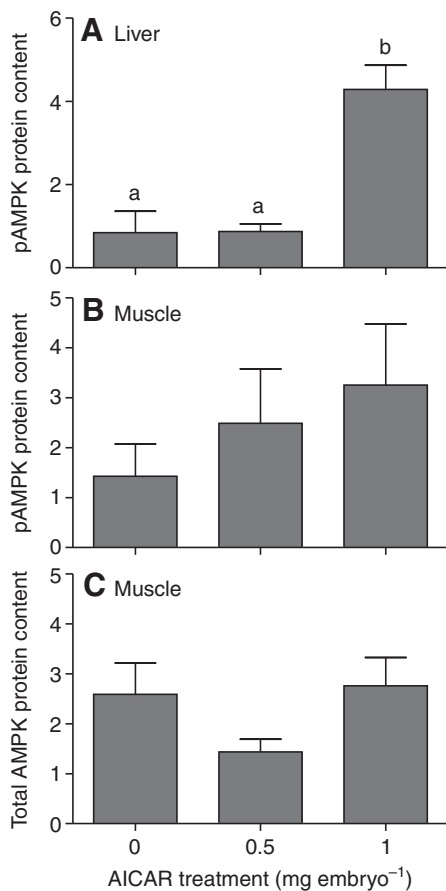 A Liver
pAMPK protein content
6
4
2
0
a
a
b
B Muscle
pAMPK protein content
5
4
3
2
1
0
C Muscle
Total AMPK protein content
5
4
3
2
1
0
0 0.5 1
AICAR treatment (mg embryo⁻¹)